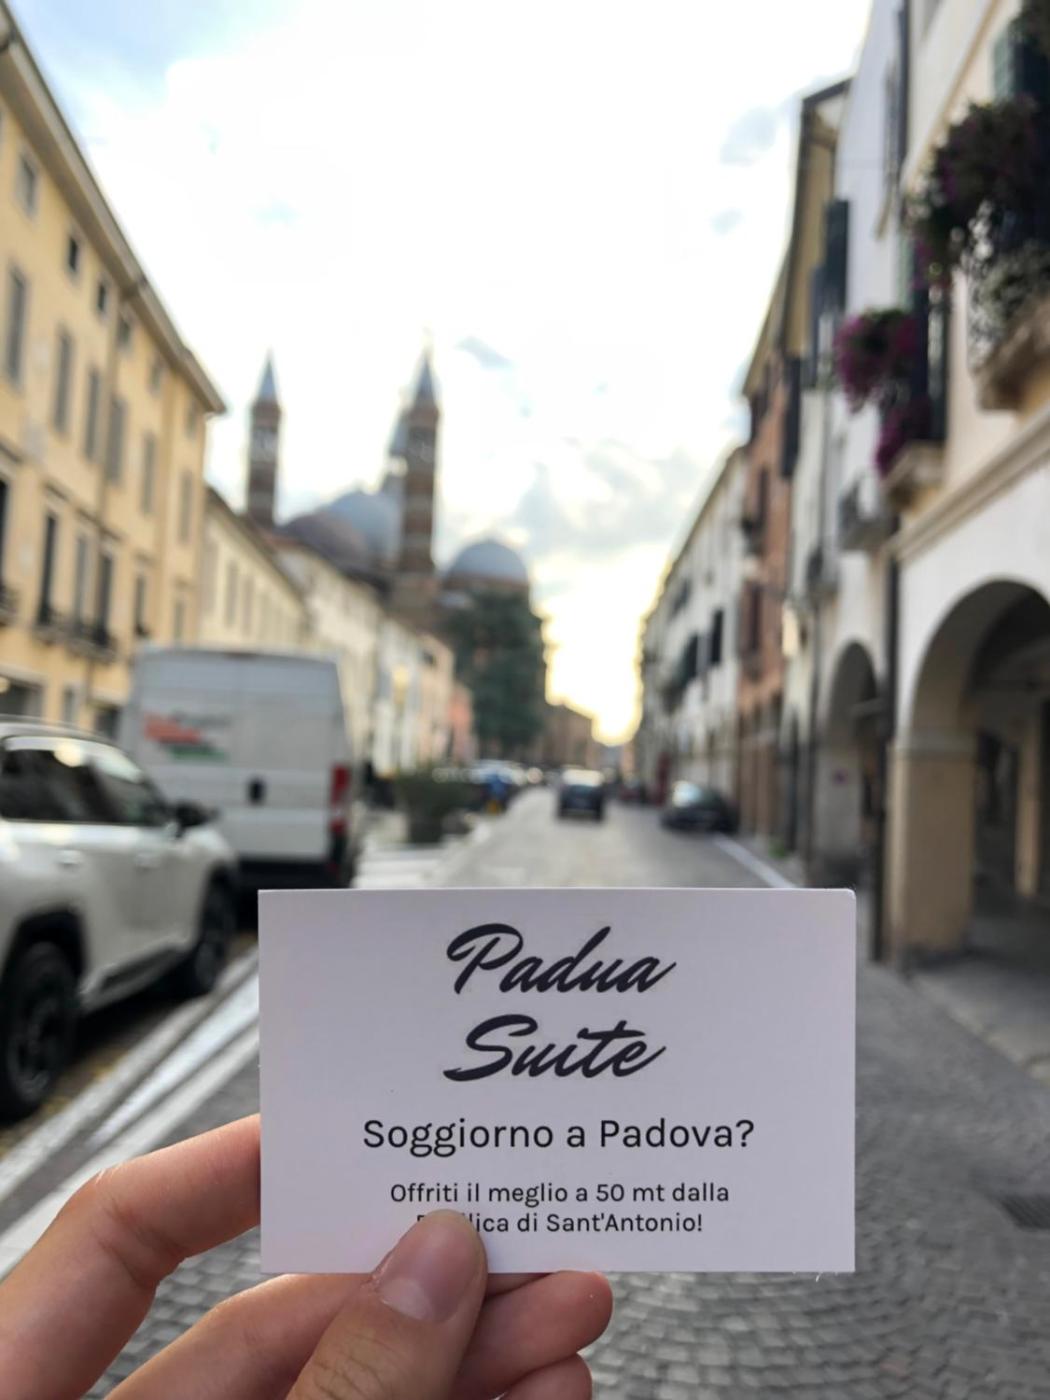 Padua
Suite
Soggiorno a Padova?
Offriti il meglio a 50 mt dalla
di Sant'Antonio!